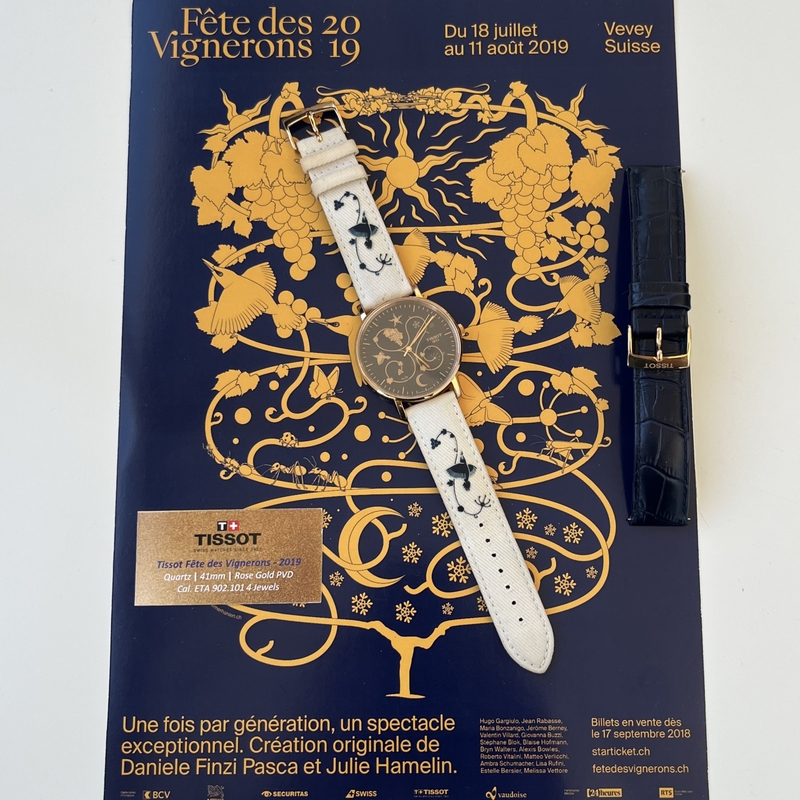 Fête des 20
Vignerons 19
Du 18 juillet
au 11 août 2019
Vevey
Suisse
TISSOT
TISSOT
SWISS WATCHES SINCE 1853
Tissot Fête des Vignerons - 2019
Quartz | 41mm | Rose Gold PVD
Cal. ETA 902.101 4 Jewels
Une fois par génération, un spectacle
exceptionnel. Création originale de
Daniele Finzi Pasca et Julie Hamelin.
Hugo Gargiulo, Jean Rabasse,
Maria Bonzanigo, Jérôme Berney,
Valentin Villard, Giovanna Buzzi,
Stéphane Blok, Blaise Hofmann,
Bryn Walters, Alexis Bowles,
Roberto Vitalini, Matteo Verlicchi,
Ambra Schumacher, Lisa Rufini,
Estelle Bersier, Melissa Vettore
Billets en vente dès
le 17 septembre 2018
starticket.ch
fetedesvignerons.ch
BCV
SECURITAS
SWISS
TISSOT
vaudoise
24heures
RTS